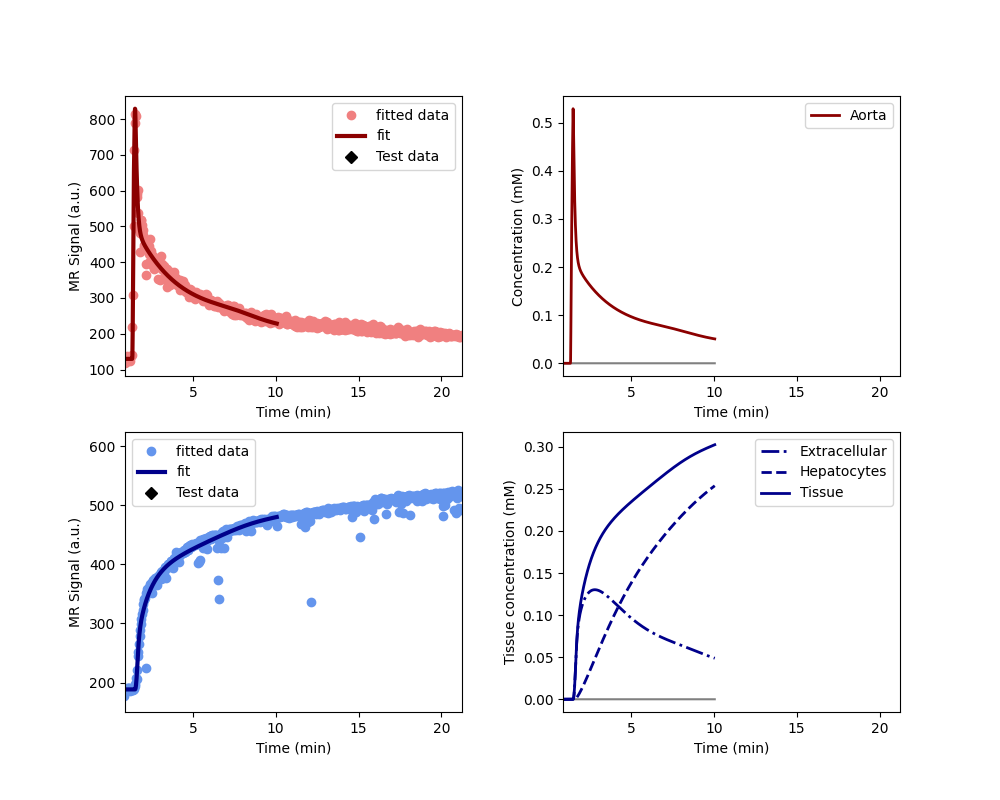 800
700
600
500
400
300
200
100
MR Signal (a.u.)
fitted data
fit
Test data
5
10
15
20
Time (min)
0.5
0.4
0.3
0.2
0.1
0.0
Concentration (mM)
Aorta
5
10
15
20
Time (min)
600
500
400
300
200
MR Signal (a.u.)
fitted data
fit
Test data
5
10
15
20
Time (min)
0.30
0.25
0.20
0.15
0.10
0.05
0.00
Tissue concentration (mM)
Extracellular
Hepatocytes
Tissue
5
10
15
20
Time (min)